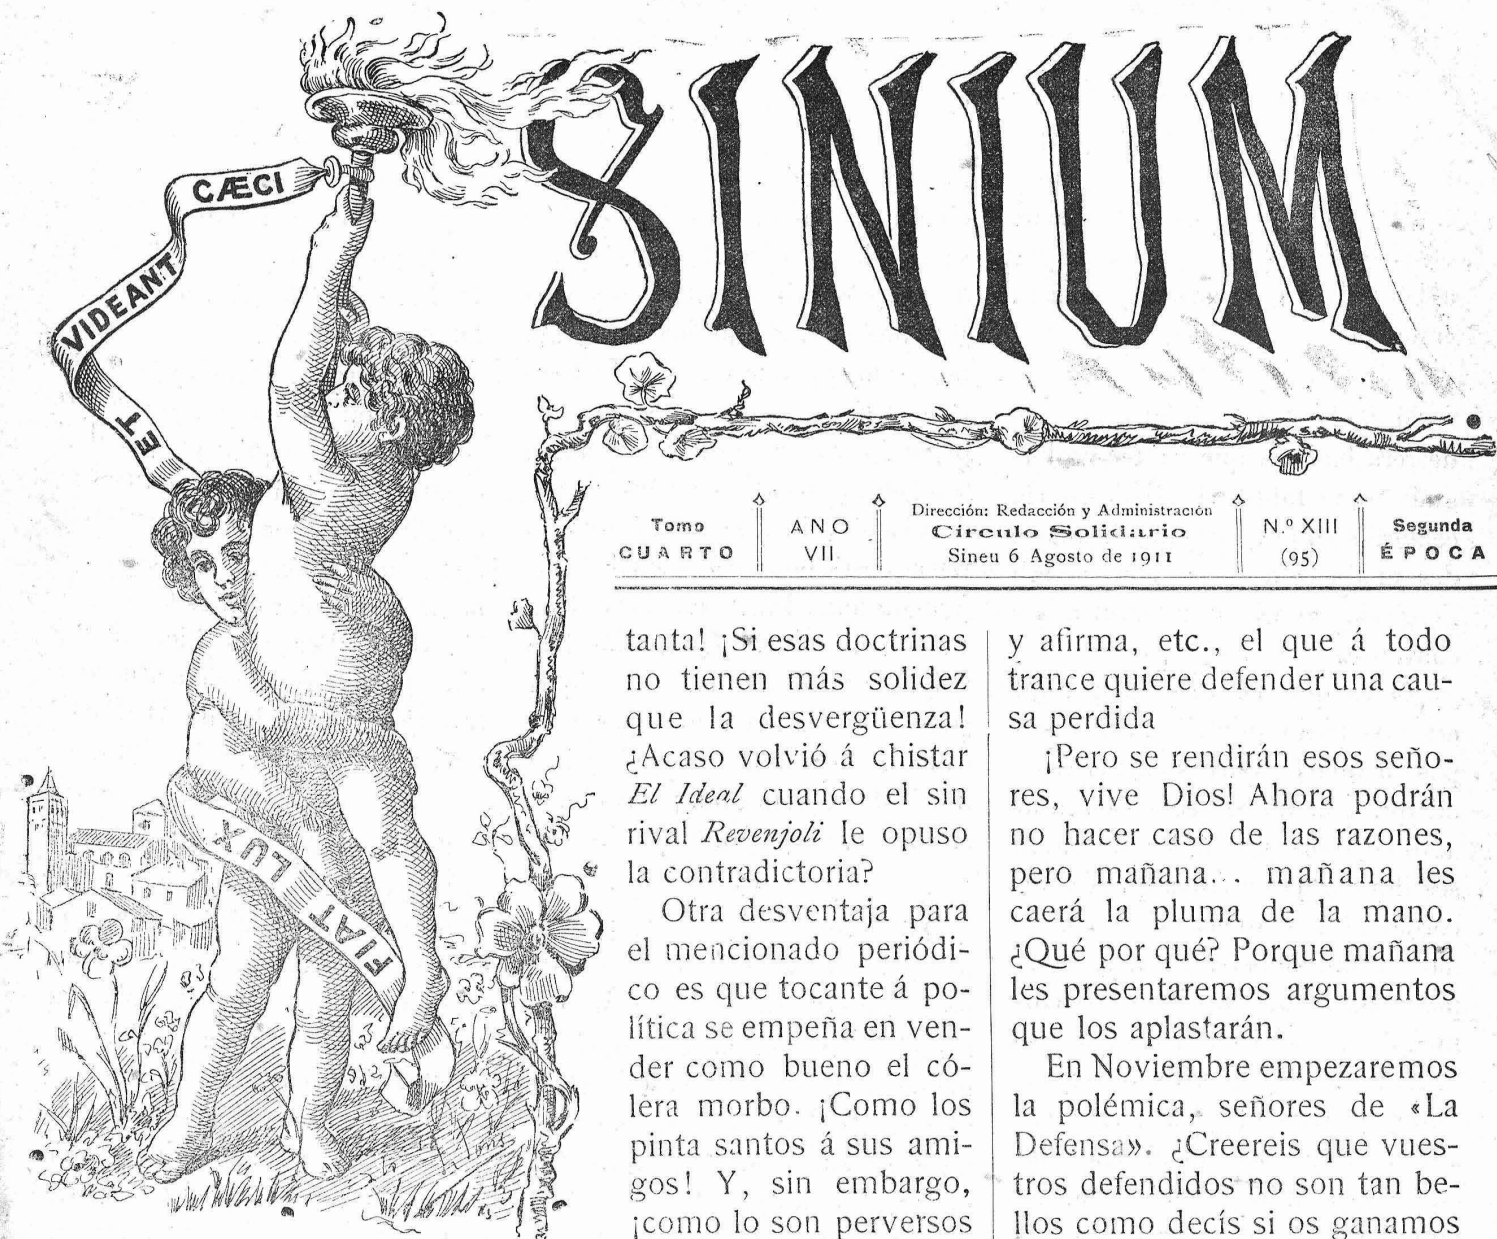 SINIUM
CÆCI
VIDEANT
ET
LUX
FIAT
Tomo
CUARTO
ANO
VII
Dirección: Redacción y Administración
Circulo Solidario
Sineu 6 Agosto de 1911
N.º XIII
(95)
Segunda
ÉPOCA
tanta! ¡Si esas doctrinas
no tienen más solidez
que la desvergüenza!
¿Acaso volvió á chistar
El Ideal cuando el sin
rival Revenjoli le opuso
la contradictoria?
Otra desventaja para
el mencionado periódi-
co es que tocante á po-
lítica se empeña en ven-
der como bueno el có-
lera morbo. ¡Como los
pinta santos á sus ami-
gos! Y, sin embargo,
¡como lo son perversos
y afirma, etc., el que á todo
trance quiere defender una cau-
sa perdida
¡Pero se rendirán esos seño-
res, vive Dios! Ahora podrán
no hacer caso de las razones,
pero mañana... mañana les
caerá la pluma de la mano.
¿Qué por qué? Porque mañana
les presentaremos argumentos
que los aplastarán.
En Noviembre empezaremos
la polémica, señores de «La
Defensa». ¿Creereis que vues-
tros defendidos no son tan be-
llos como decís si os ganamos